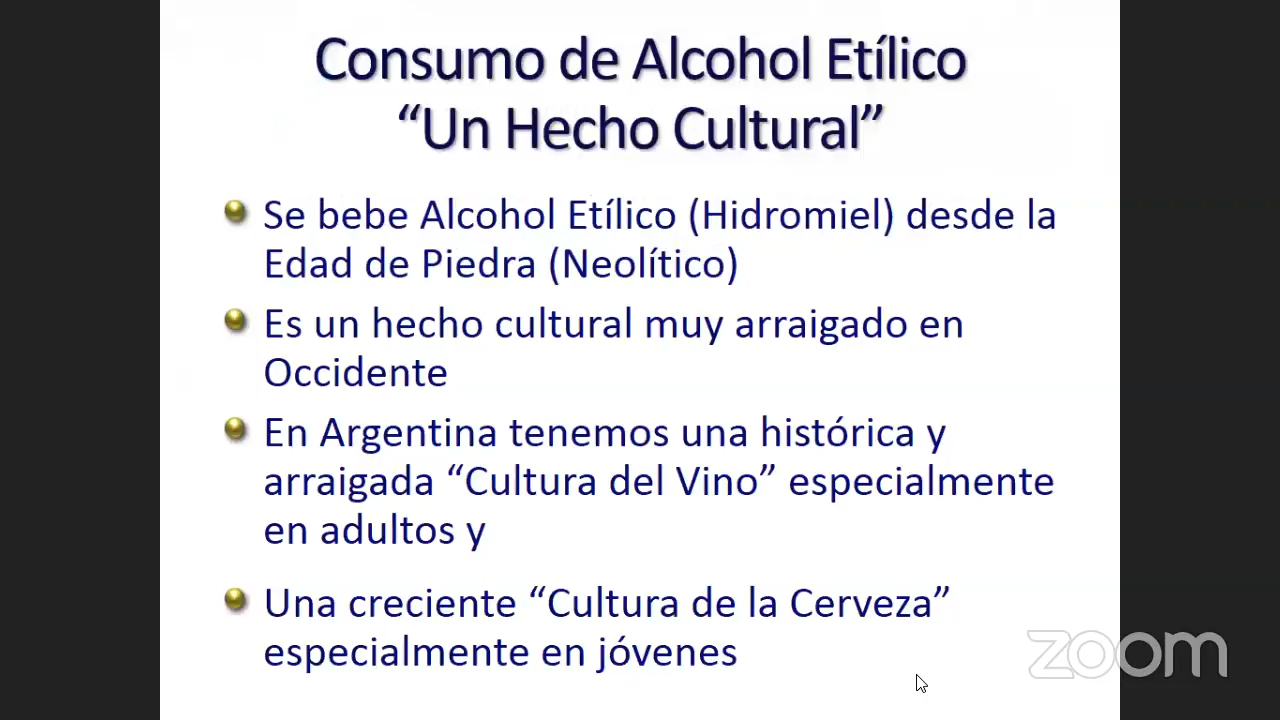 Consumo de Alcohol Etílico
“Un Hecho Cultural”
Se bebe Alcohol Etílico (Hidromiel) desde la
Edad de Piedra (Neolítico)
Es un hecho cultural muy arraigado en
Occidente
En Argentina tenemos una histórica y
arraigada “Cultura del Vino” especialmente
en adultos y
Una creciente “Cultura de la Cerveza”
especialmente en jóvenes
zoom